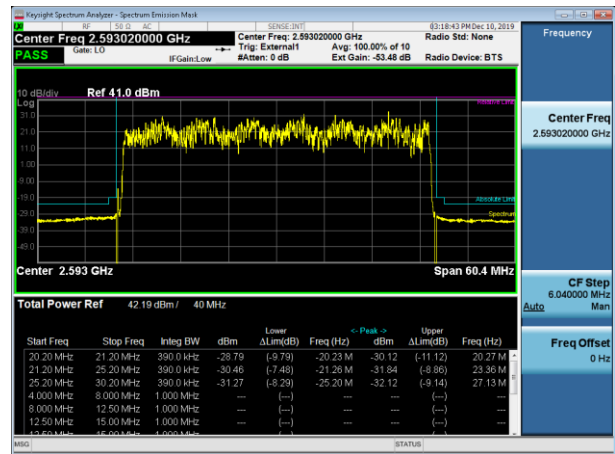 Keysight Spectrum Analyzer - Spectrum Emission Mask
RF 50 Ω AC SENSE:INT 03:18:43 PM Dec 10, 2019
Center Freq 2.593020000 GHz Center Freq: 2.593020000 GHz Radio Std: None
Gate: LO Trig: External1 Avg: 100.00% of 10
PASS IFGain:Low #Atten: 0 dB Ext Gain: -53.48 dB Radio Device: BTS
Frequency
10 dB/div Ref 41.0 dBm
Log
Relative Limit
31.0
21.0
11.0
1.00
-9.00
-19.0
Absolute Limit
-29.0
Spectrum
-39.0
-49.0
Center 2.593 GHz Span 60.4 MHz
Center Freq
2.593020000 GHz
CF Step
6.040000 MHz
Auto Man
Freq Offset
0 Hz
Total Power Ref 42.19 dBm / 40 MHz
Lower <- Peak -> Upper
Start Freq Stop Freq Integ BW dBm ΔLim(dB) Freq (Hz) dBm ΔLim(dB) Freq (Hz)
20.20 MHz 21.20 MHz 390.0 kHz -28.79 (-9.79) -20.23 M -30.12 (-11.12) 20.27 M
21.20 MHz 25.20 MHz 390.0 kHz -30.46 (-7.48) -21.26 M -31.84 (-8.86) 23.36 M
25.20 MHz 30.20 MHz 390.0 kHz -31.27 (-8.29) -25.20 M -32.12 (-9.14) 27.13 M
4.000 MHz 8.000 MHz 1.000 MHz --- (---) --- --- (---) ---
8.000 MHz 12.50 MHz 1.000 MHz --- (---) --- --- (---) ---
12.50 MHz 15.00 MHz 1.000 MHz --- (---) --- --- (---) ---
MSG STATUS